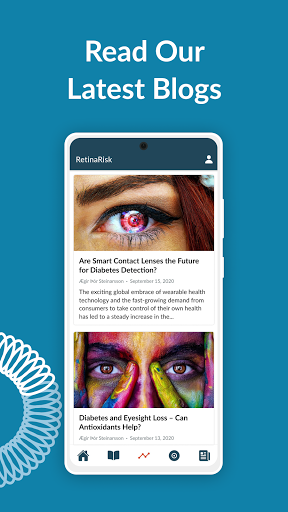 Read Our
Latest Blogs
RetinaRisk
Are Smart Contact Lenses the Future
for Diabetes Detection?
Ægir Þór Steinarsson • September 15, 2020
The exciting global embrace of wearable health
technology and the fast-growing demand from
consumers to take control of their own health
has led to a steady increase in the...
Diabetes and Eyesight Loss – Can
Antioxidants Help?
Ægir Þór Steinarsson • September 13, 2020